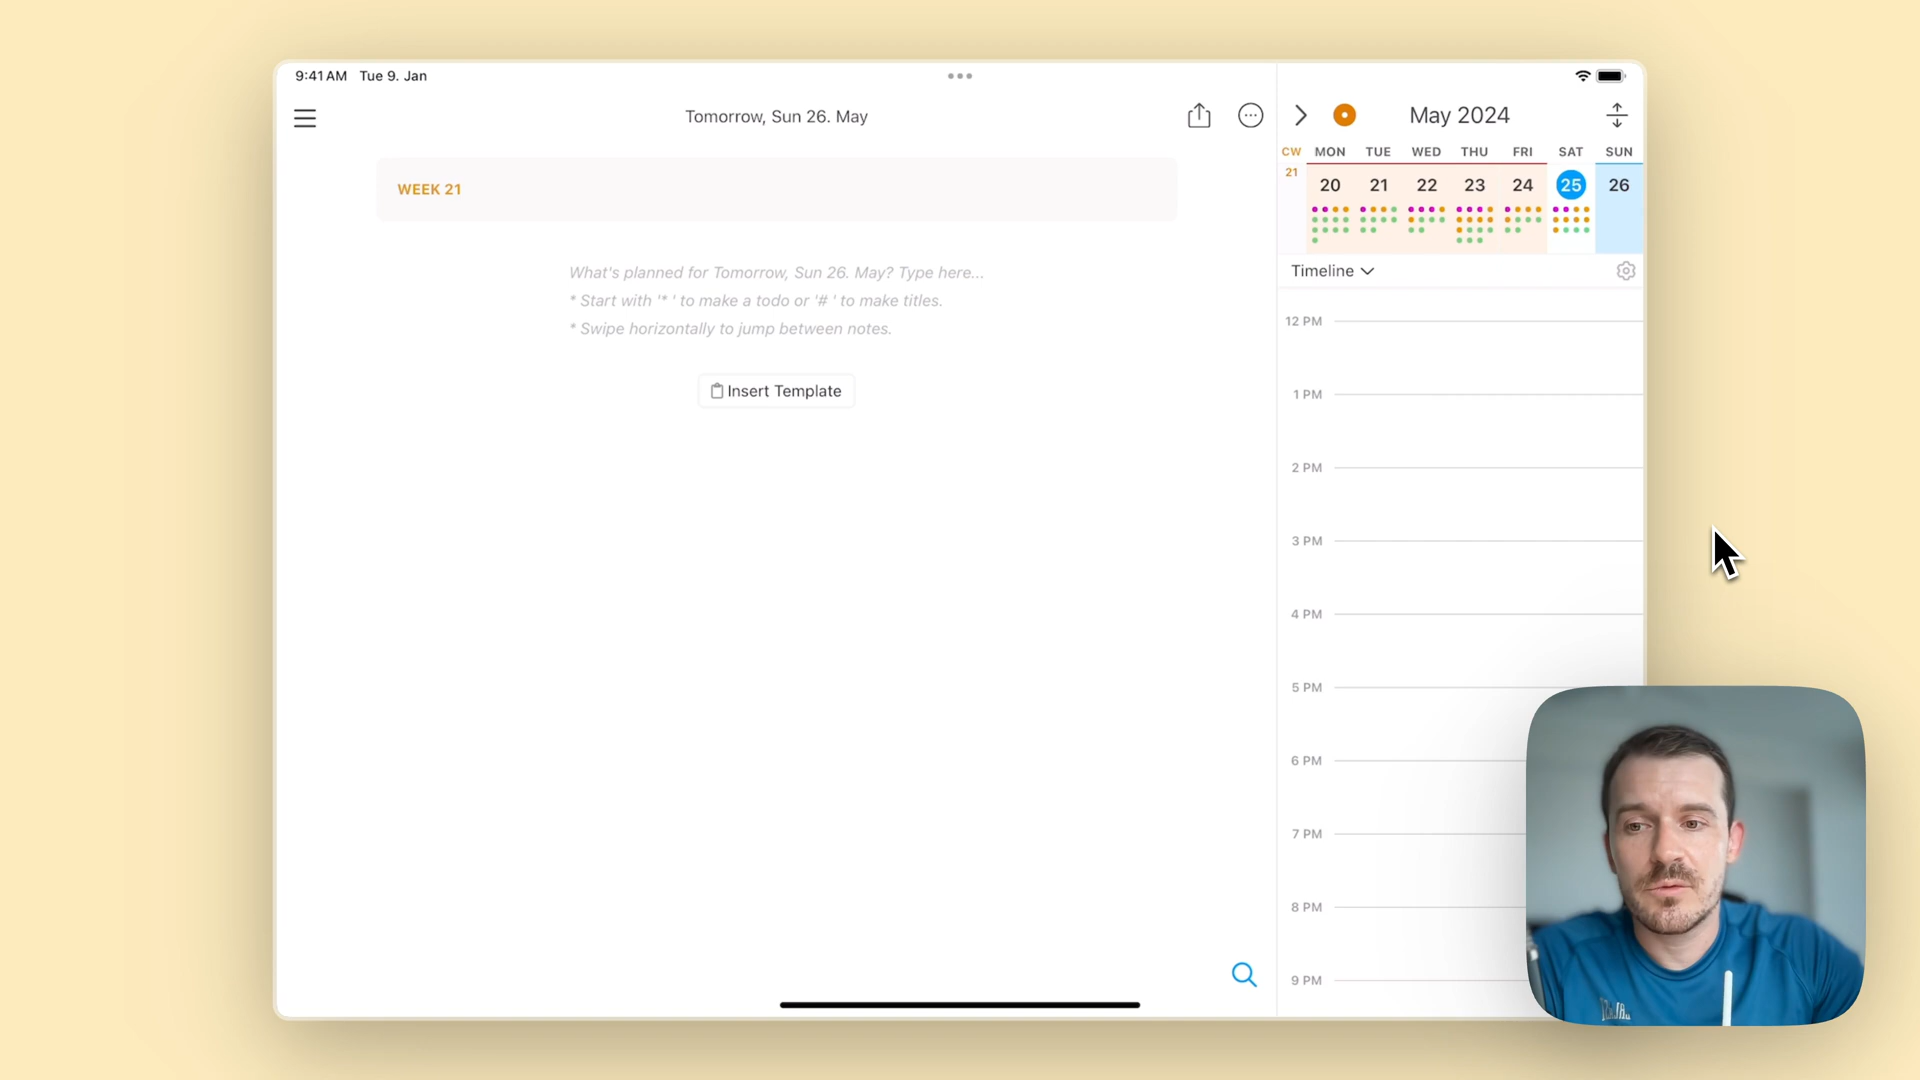 9:41 AM Tue 9. Jan
Tomorrow, Sun 26. May
WEEK 21
What's planned for Tomorrow, Sun 26. May? Type here...
* Start with '* ' to make a todo or '# ' to make titles.
* Swipe horizontally to jump between notes.
Insert Template
May 2024
CW MON TUE WED THU FRI SAT SUN
21 20 21 22 23 24 25 26
Timeline
12 PM
1 PM
2 PM
3 PM
4 PM
5 PM
6 PM
7 PM
8 PM
9 PM